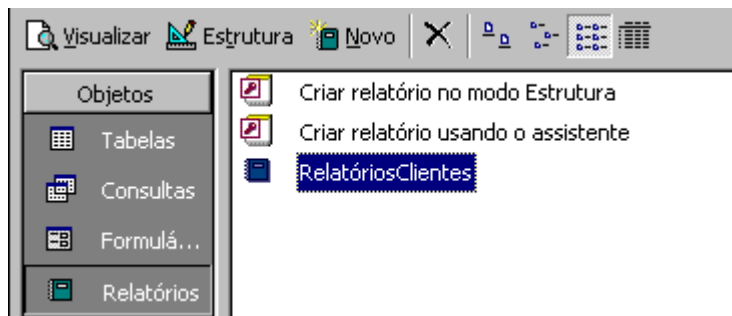 Visualizar Estrutura Novo
Objetos
Tabelas
Consultas
Formulá...
Relatórios
Criar relatório no modo Estrutura
Criar relatório usando o assistente
RelatóriosClientes